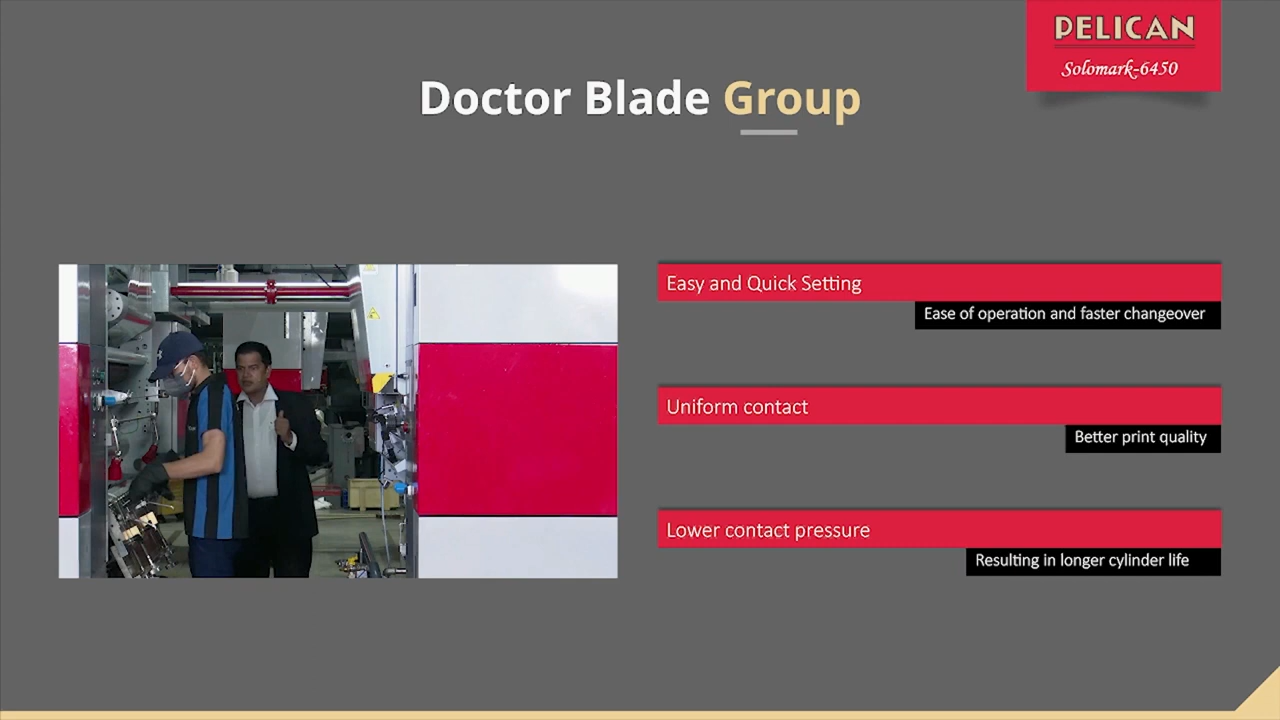 PELICAN
Solomark-6450
Doctor Blade Group
Easy and Quick Setting
Ease of operation and faster changeover
Uniform contact
Better print quality
Lower contact pressure
Resulting in longer cylinder life